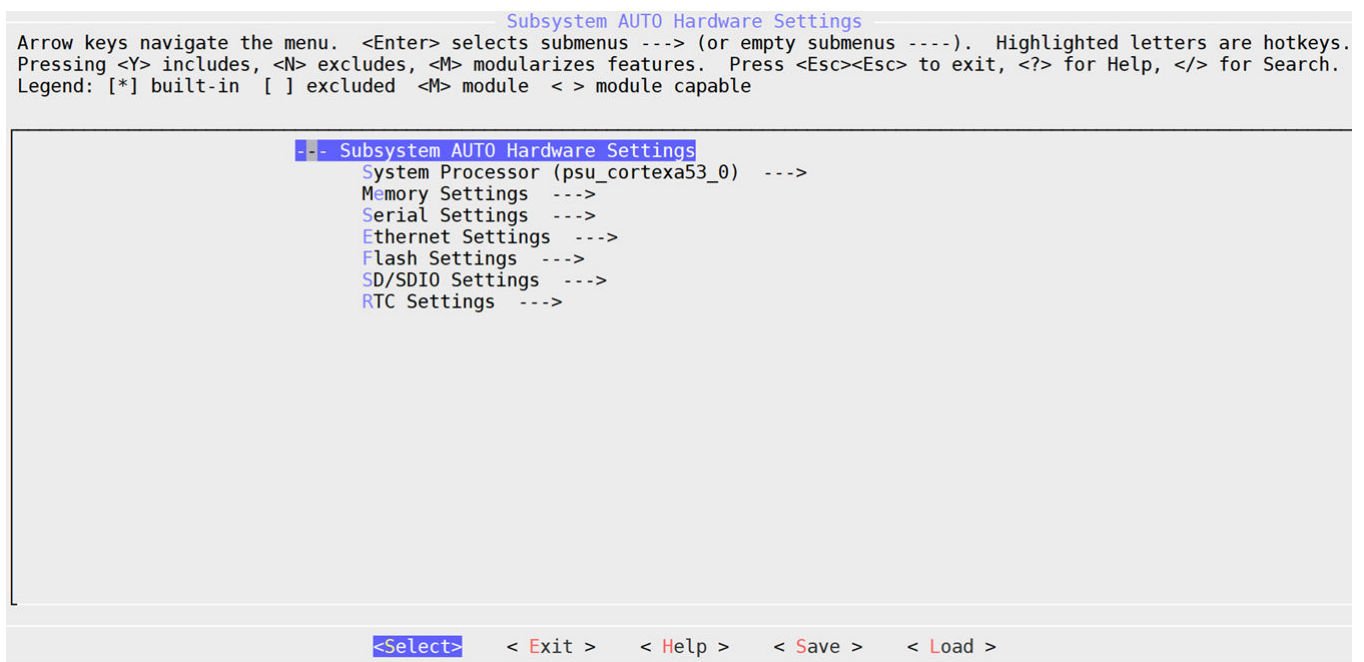 Subsystem AUTO Hardware Settings
Arrow keys navigate the menu.  <Enter> selects submenus ---> (or empty submenus ----).  Highlighted letters are hotkeys.
Pressing <Y> includes, <N> excludes, <M> modularizes features.  Press <Esc><Esc> to exit, <?> for Help, </> for Search.
Legend: [*] built-in  [ ] excluded  <M> module  < > module capable
--- Subsystem AUTO Hardware Settings
System Processor (psu_cortexa53_0)  --->
Memory Settings  --->
Serial Settings  --->
Ethernet Settings  --->
Flash Settings  --->
SD/SDIO Settings  --->
RTC Settings  --->
<Select>    < Exit >    < Help >    < Save >    < Load >